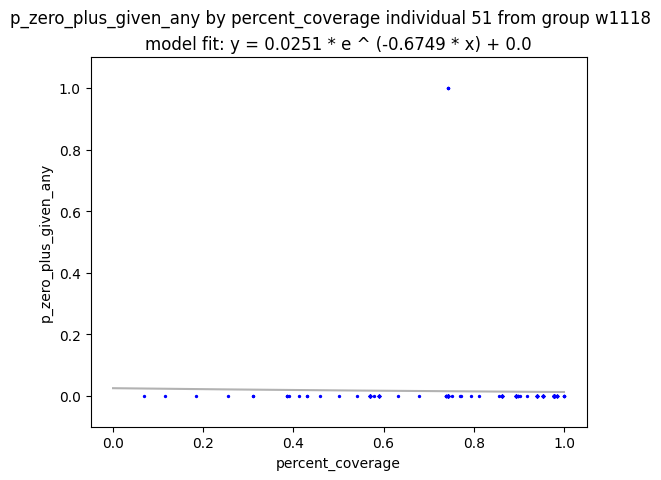 p_zero_plus_given_any by percent_coverage individual 51 from group w1118
model fit: y = 0.0251 * e ^ (-0.6749 * x) + 0.0
1.0
0.8
0.6
0.4
0.2
0.0
p_zero_plus_given_any
0.0 0.2 0.4 0.6 0.8 1.0
percent_coverage